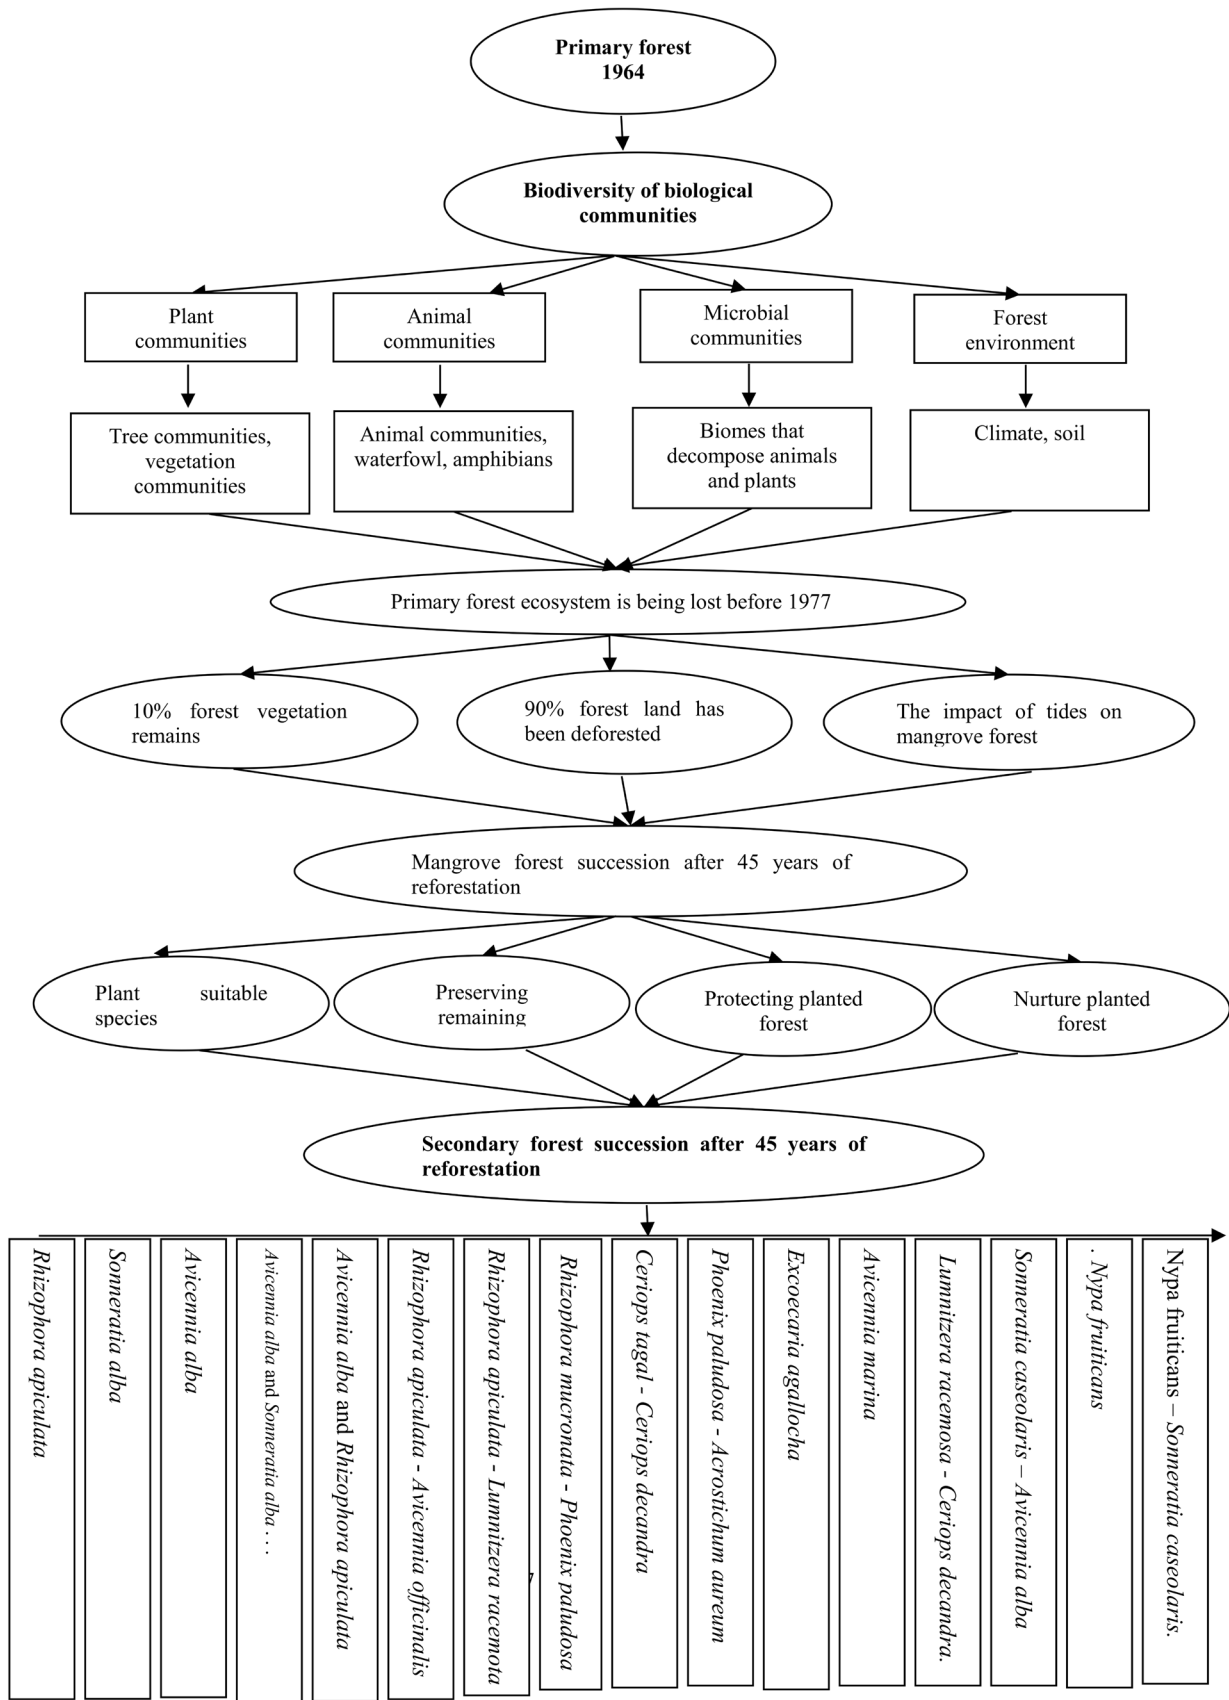 Primary forest
1964
Biodiversity of biological
communities
Plant
communities
Animal
communities
Microbial
communities
Forest
environment
Tree communities,
vegetation
communities
Animal communities,
waterfowl, amphibians
Biomes that
decompose animals
and plants
Climate, soil
Primary forest ecosystem is being lost before 1977
10% forest vegetation
remains
90% forest land has
been deforested
The impact of tides on
mangrove forest
Mangrove forest succession after 45 years of
reforestation
Plant suitable
species
Preserving
remaining
Protecting planted
forest
Nurture planted
forest
Secondary forest succession after 45 years of
reforestation
Rhizophora apiculata
Sonneratia alba
Avicennia alba
Avicennia alba and Sonneratia alba . . .
Avicennia alba and Rhizophora apiculata
Rhizophora apiculata - Avicennia officinalis
Rhizophora apiculata - Lumnitzera racemota
Rhizophora mucronata - Phoenix paludosa
Ceriops tagal - Ceriops decandra
Phoenix paludosa - Acrostichum aureum
Excoecaria agallocha
Avicennia marina
Lumnitzera racemosa - Ceriops decandra.
Sonneratia caseolaris – Avicennia alba
. Nypa fruiticans
Nypa fruiticans – Sonneratia caseolaris.